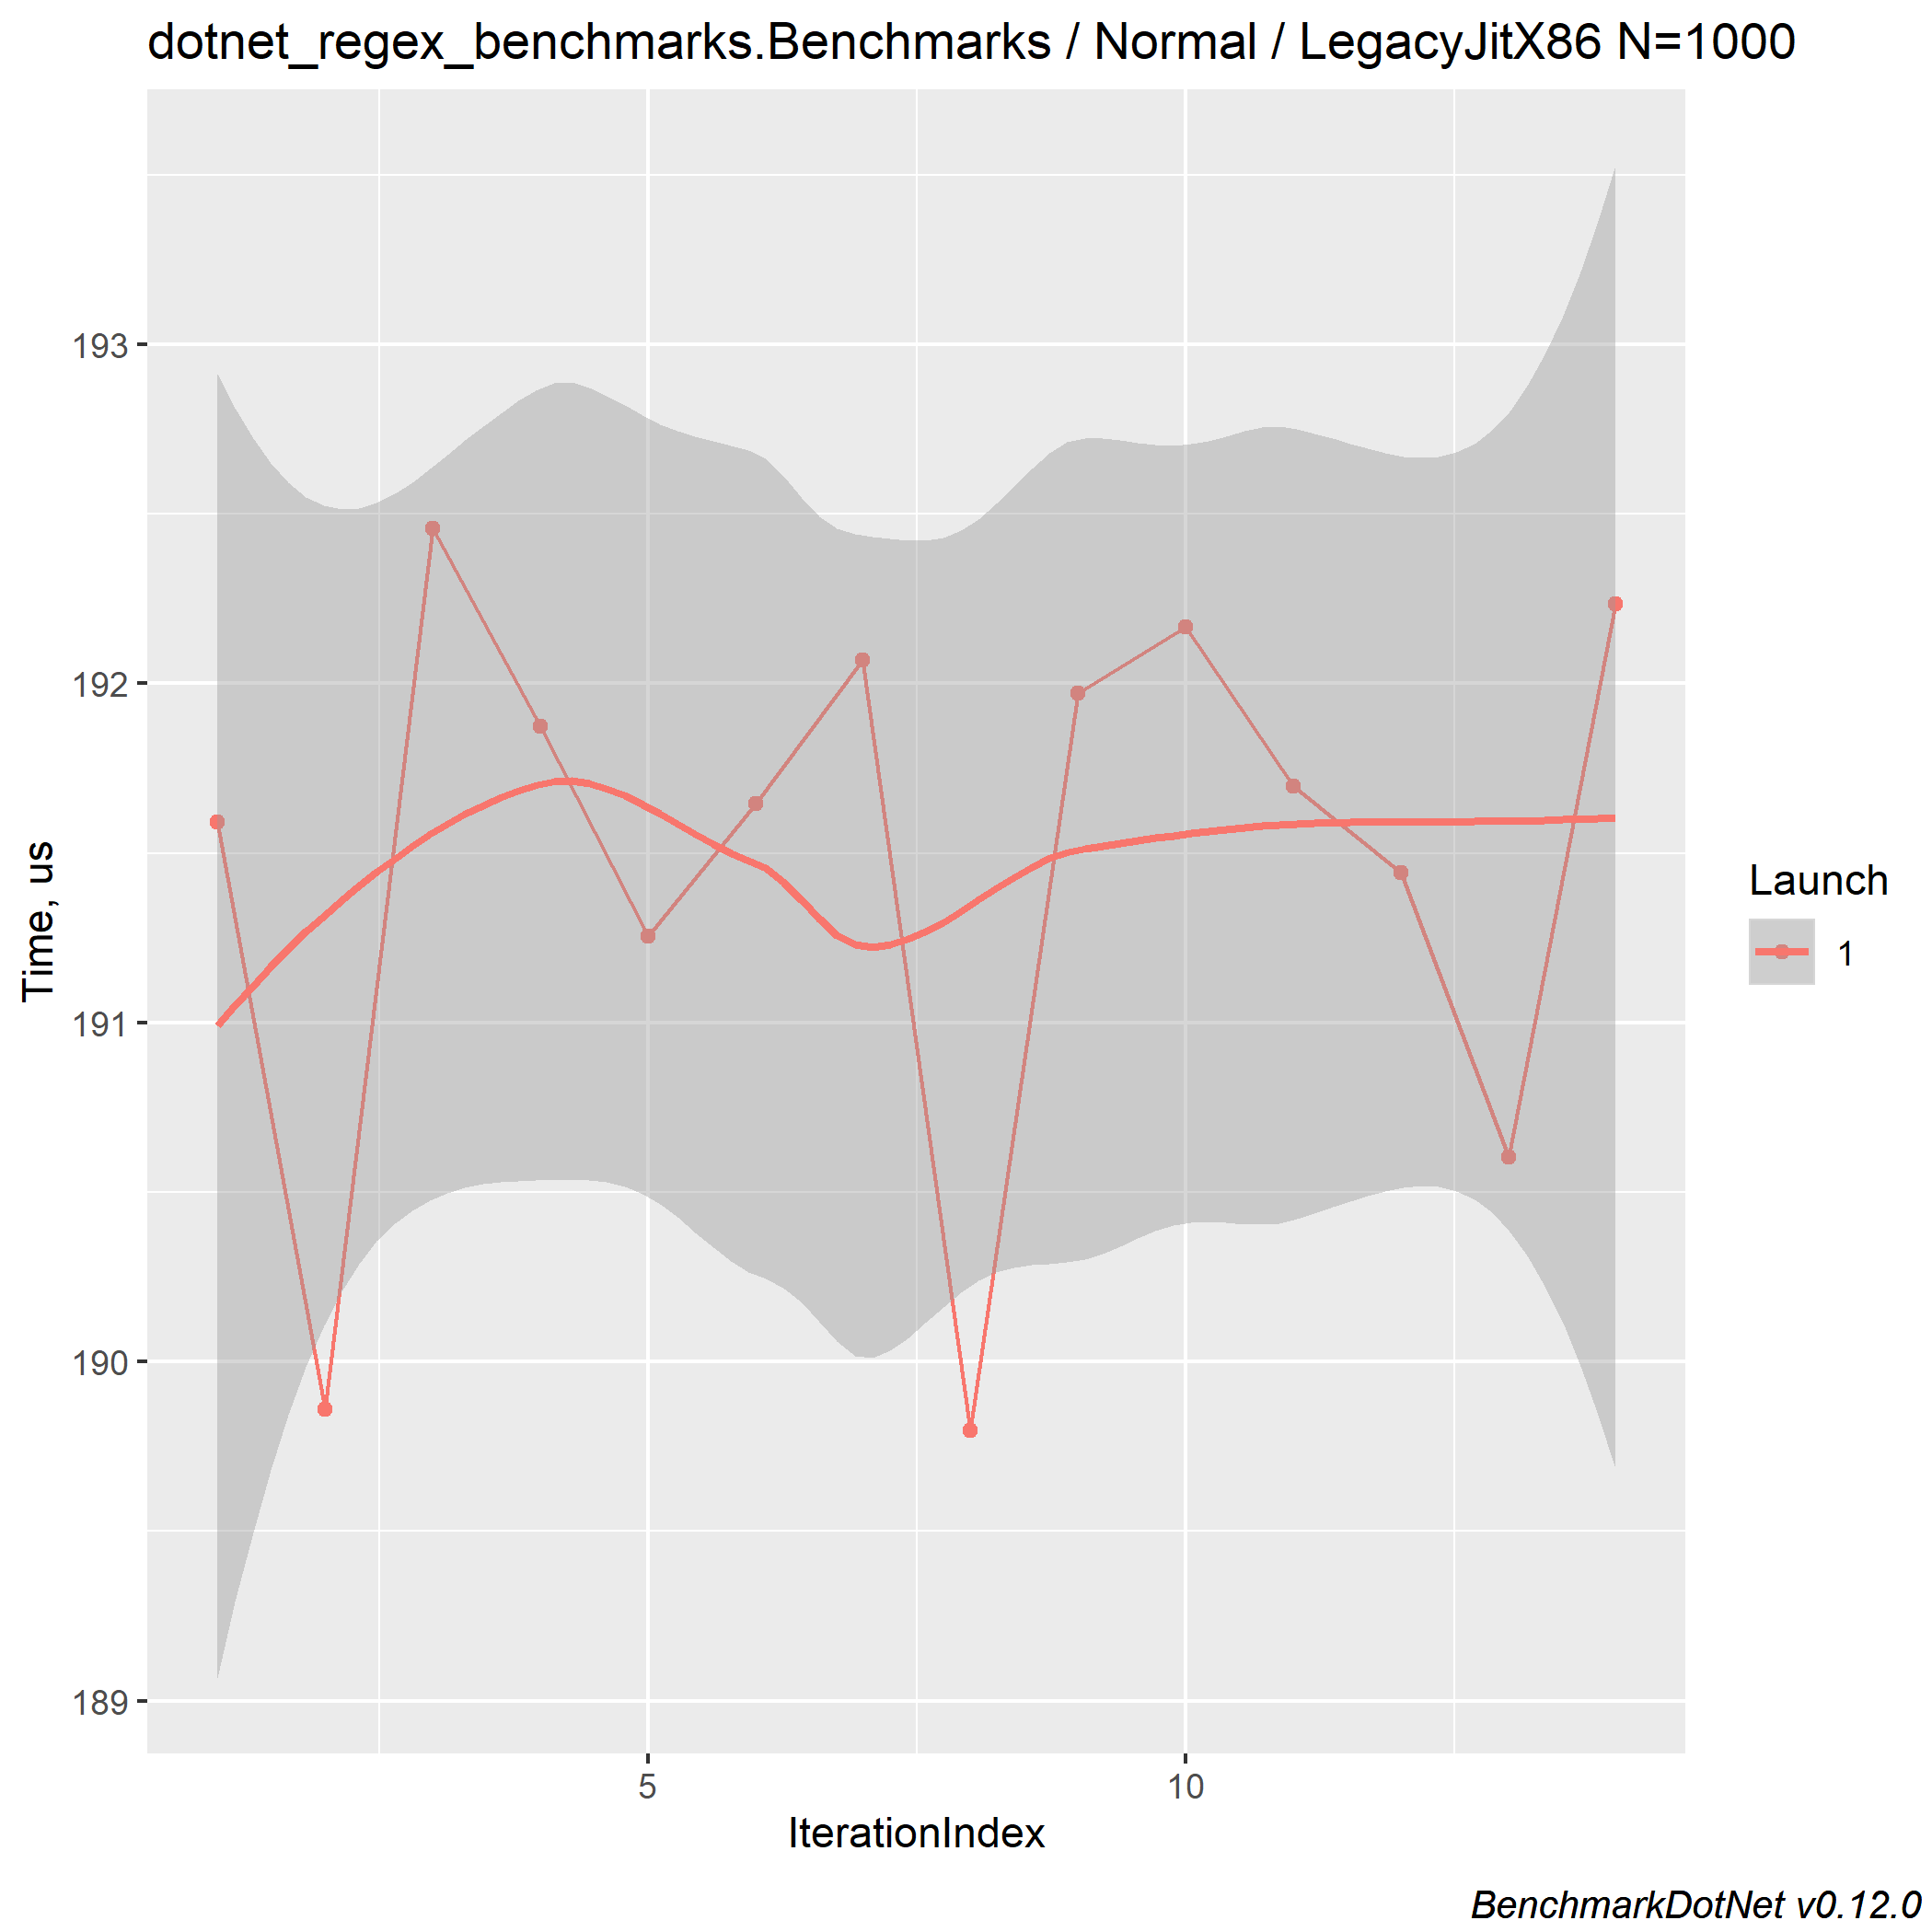 dotnet_regex_benchmarks.Benchmarks / Normal / LegacyJitX86 N=1000
193
192
191
190
189
Time, us
5
10
IterationIndex
Launch
1
BenchmarkDotNet v0.12.0